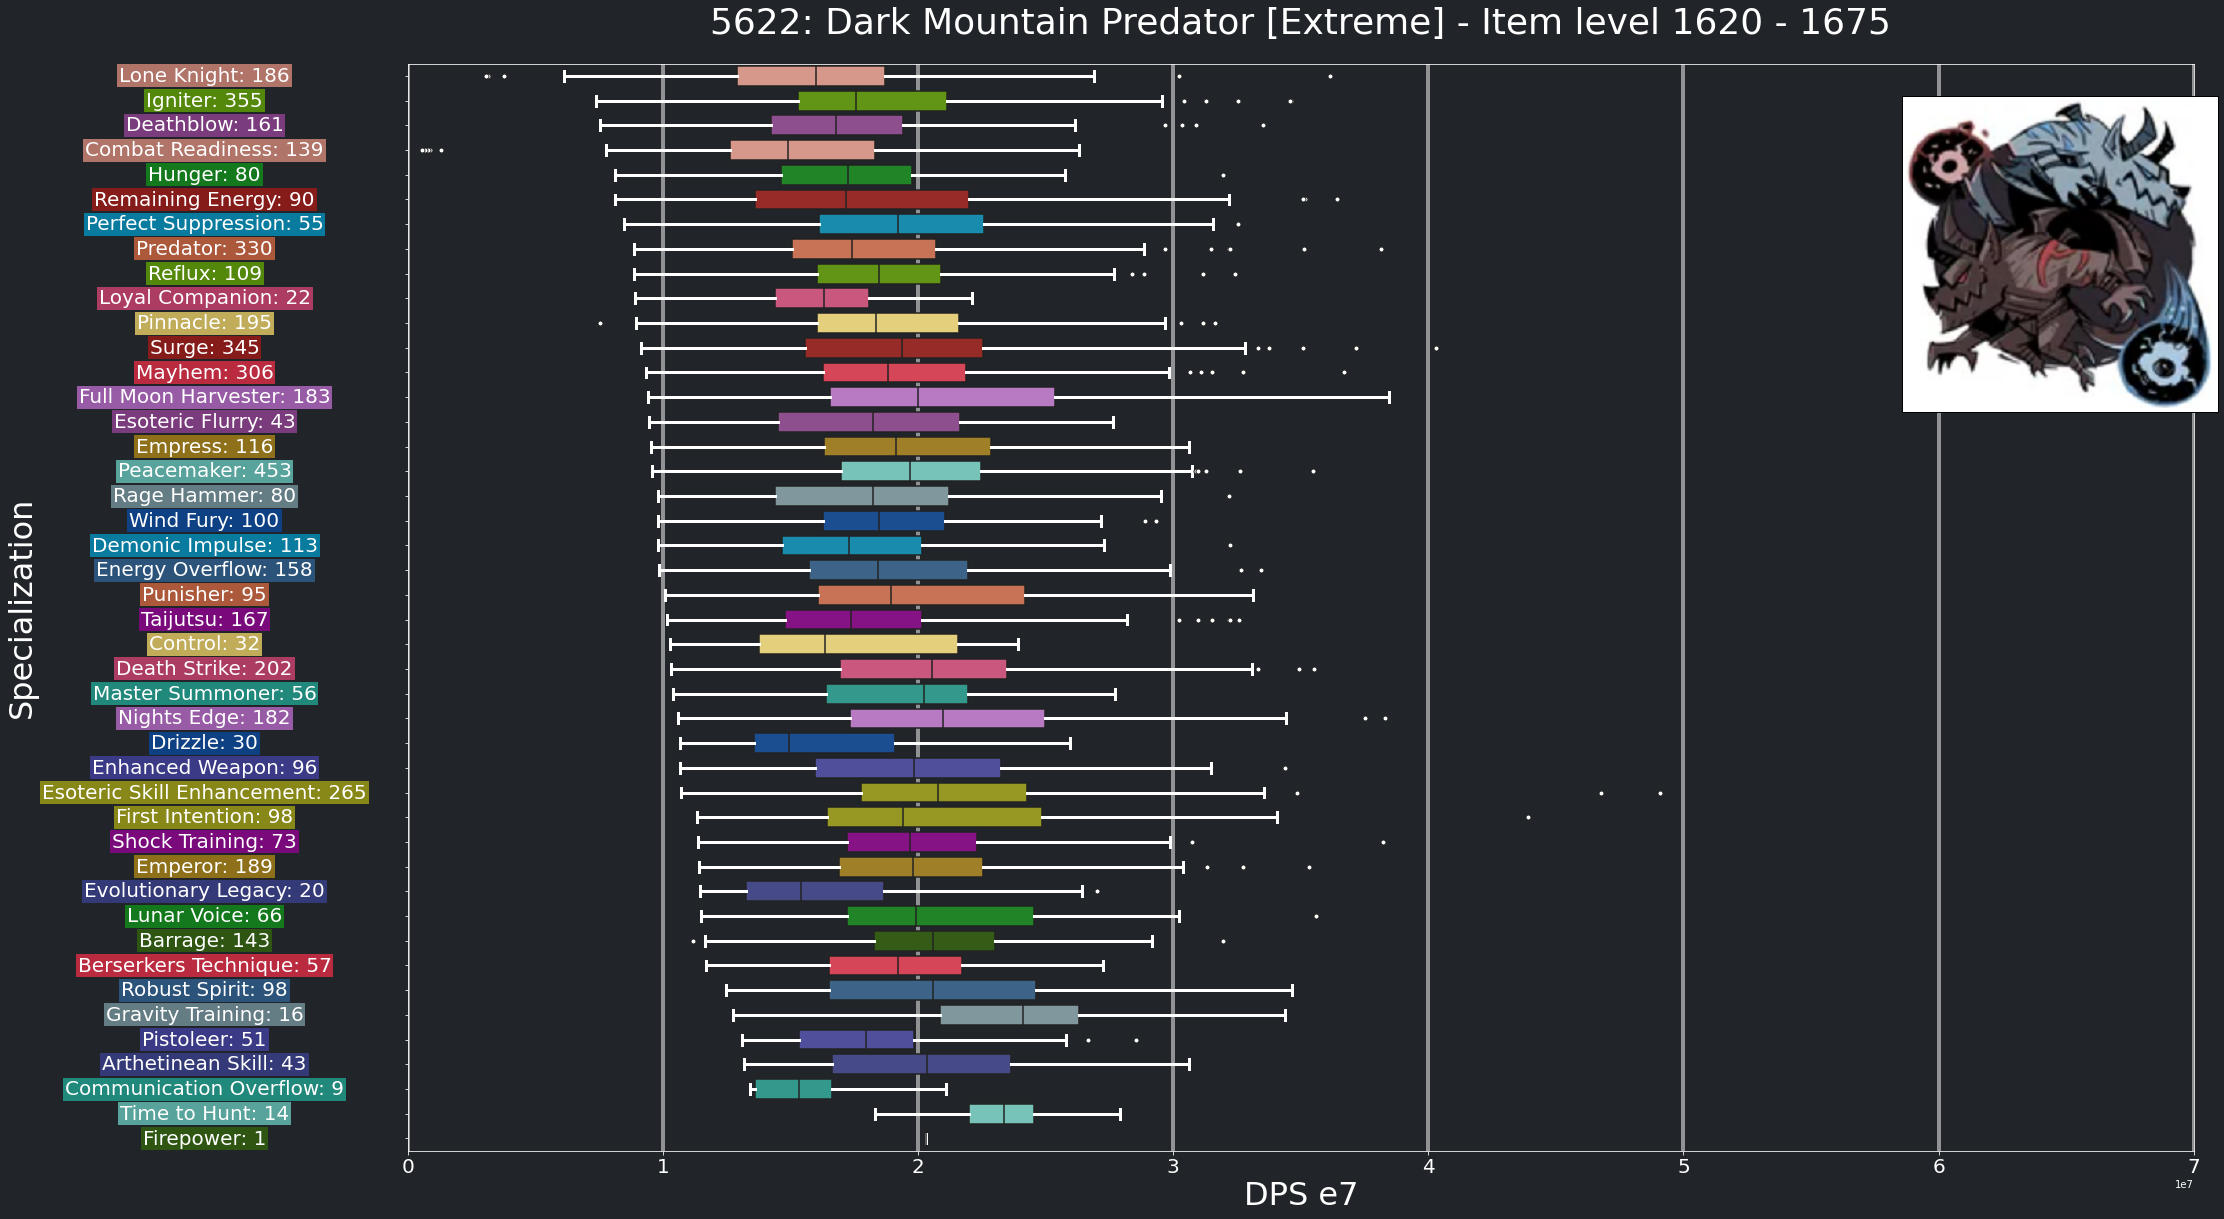 5622: Dark Mountain Predator [Extreme] - Item level 1620 - 1675
Lone Knight: 186
Igniter: 355
Deathblow: 161
Combat Readiness: 139
Hunger: 80
Remaining Energy: 90
Perfect Suppression: 55
Predator: 330
Reflux: 109
Loyal Companion: 22
Pinnacle: 195
Surge: 345
Mayhem: 306
Full Moon Harvester: 183
Esoteric Flurry: 43
Empress: 116
Peacemaker: 453
Rage Hammer: 80
Wind Fury: 100
Demonic Impulse: 113
Energy Overflow: 158
Punisher: 95
Taijutsu: 167
Control: 32
Death Strike: 202
Master Summoner: 56
Nights Edge: 182
Drizzle: 30
Enhanced Weapon: 96
Esoteric Skill Enhancement: 265
First Intention: 98
Shock Training: 73
Emperor: 189
Evolutionary Legacy: 20
Lunar Voice: 66
Barrage: 143
Berserkers Technique: 57
Robust Spirit: 98
Gravity Training: 16
Pistoleer: 51
Arthetinean Skill: 43
Communication Overflow: 9
Time to Hunt: 14
Firepower: 1
Specialization
0 1 2 3 4 5 6 7
1e7
DPS e7